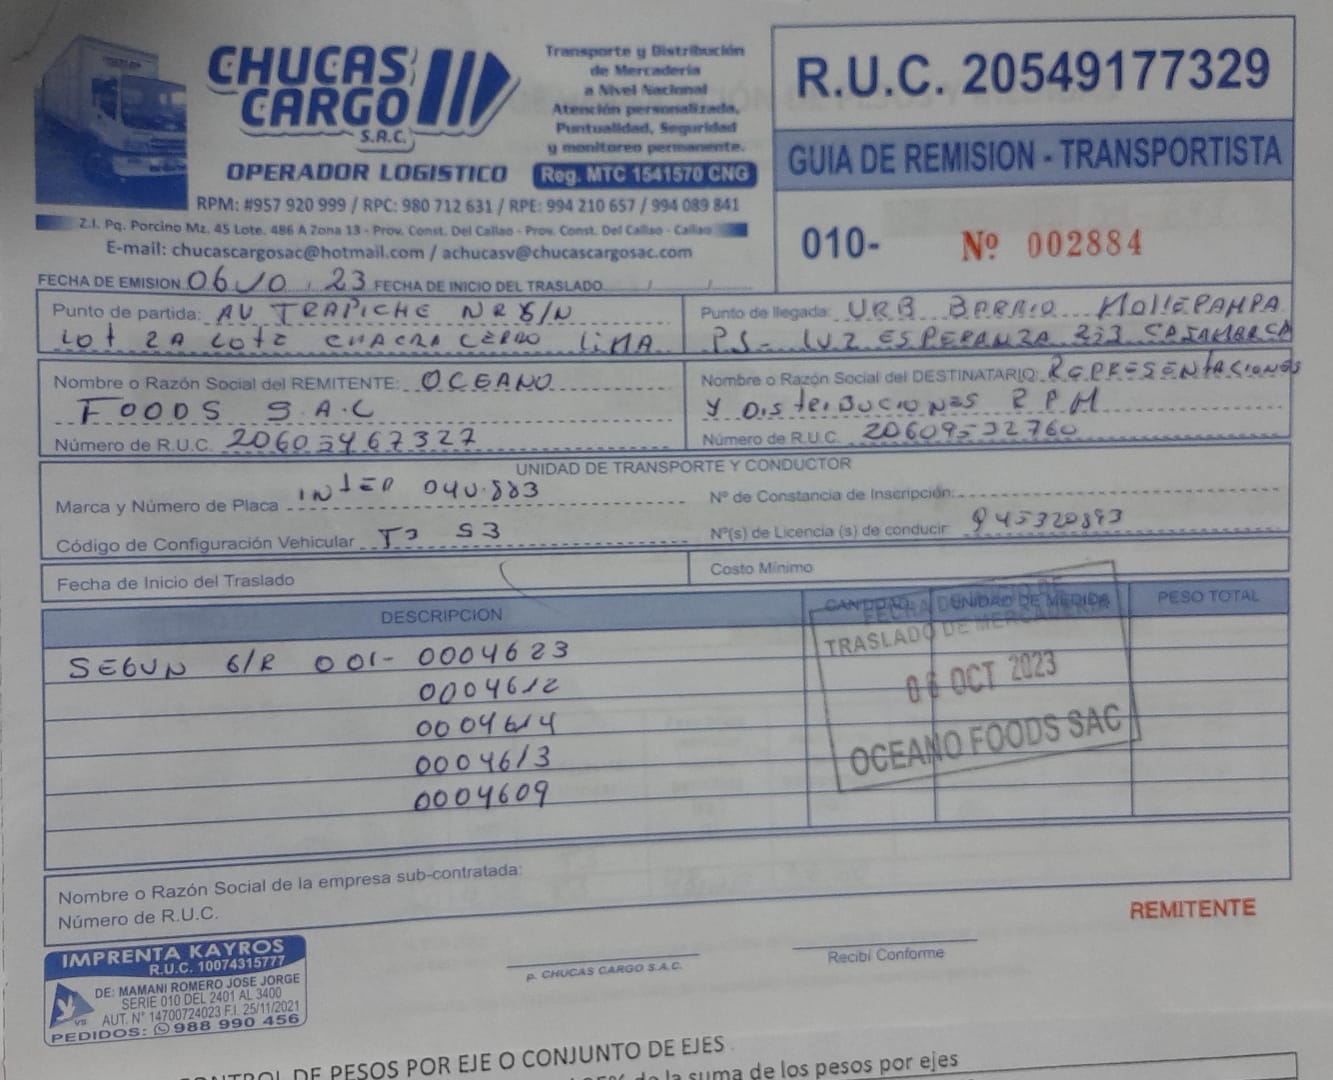 CHUCAS CARGO S.A.C.
OPERADOR LOGISTICO
Transporte y Distribución
de Mercadería
a Nivel Nacional
Atención personalizada,
Puntualidad, Seguridad
y monitoreo permanente.
Reg. MTC 1541570 CNG
RPM: #957 920 999 / RPC: 980 712 631 / RPE: 994 210 657 / 994 089 841
Z.I. Pq. Porcino Mz. 45 Lote. 486 A Zona 13 - Prov. Const. Del Callao - Prov. Const. Del Callao - Callao
E-mail: chucascargosac@hotmail.com / achucasv@chucascargosac.com
R.U.C. 20549177329
GUIA DE REMISION - TRANSPORTISTA
010- Nº 002884
FECHA DE EMISION 06/10/23 FECHA DE INICIO DEL TRASLADO / /
Punto de partida: AV TRAPICHE NRS/N
LOT 2A LOTZ CHACRA CERRO LIMA
Punto de llegada: URB BARRIO MOLLEPAMPA
PS- LUZ ESPERANZA 323 CAJAMARCA
Nombre o Razón Social del REMITENTE: OCEANO
FOODS S.A.C
Número de R.U.C. 20603467327
Nombre o Razón Social del DESTINATARIO: REPRESENTACIONES
Y DISTRIBUCIONES RPM
Número de R.U.C. 20609532760
UNIDAD DE TRANSPORTE Y CONDUCTOR
Marca y Número de Placa INTER
Nº de Constancia de Inscripción:
Código de Configuración Vehicular T3 S3
Nº(s) de Licencia (s) de conducir Q45320893
Fecha de Inicio del Traslado
Costo Mínimo
DESCRIPCION CANTIDAD UNIDAD DE MEDIDA PESO TOTAL
SEGUN G/R 001- 0004623
0004612
0004614
0004613
0004609
FECHA DE INICIO DE
TRASLADO DE MERCADERIA
06 OCT 2023
OCEANO FOODS SAC
Nombre o Razón Social de la empresa sub-contratada:
Número de R.U.C.
REMITENTE
IMPRENTA KAYROS
R.U.C. 10074315777
DE: MAMANI ROMERO JOSE JORGE
SERIE 010 DEL 2401 AL 3400
AUT. N° 14700724023 F.I. 25/11/2021
PEDIDOS: 988 990 456
p. CHUCAS CARGO S.A.C.
Recibí Conforme
CONTROL DE PESOS POR EJE O CONJUNTO DE EJES
95% de la suma de los pesos por ejes